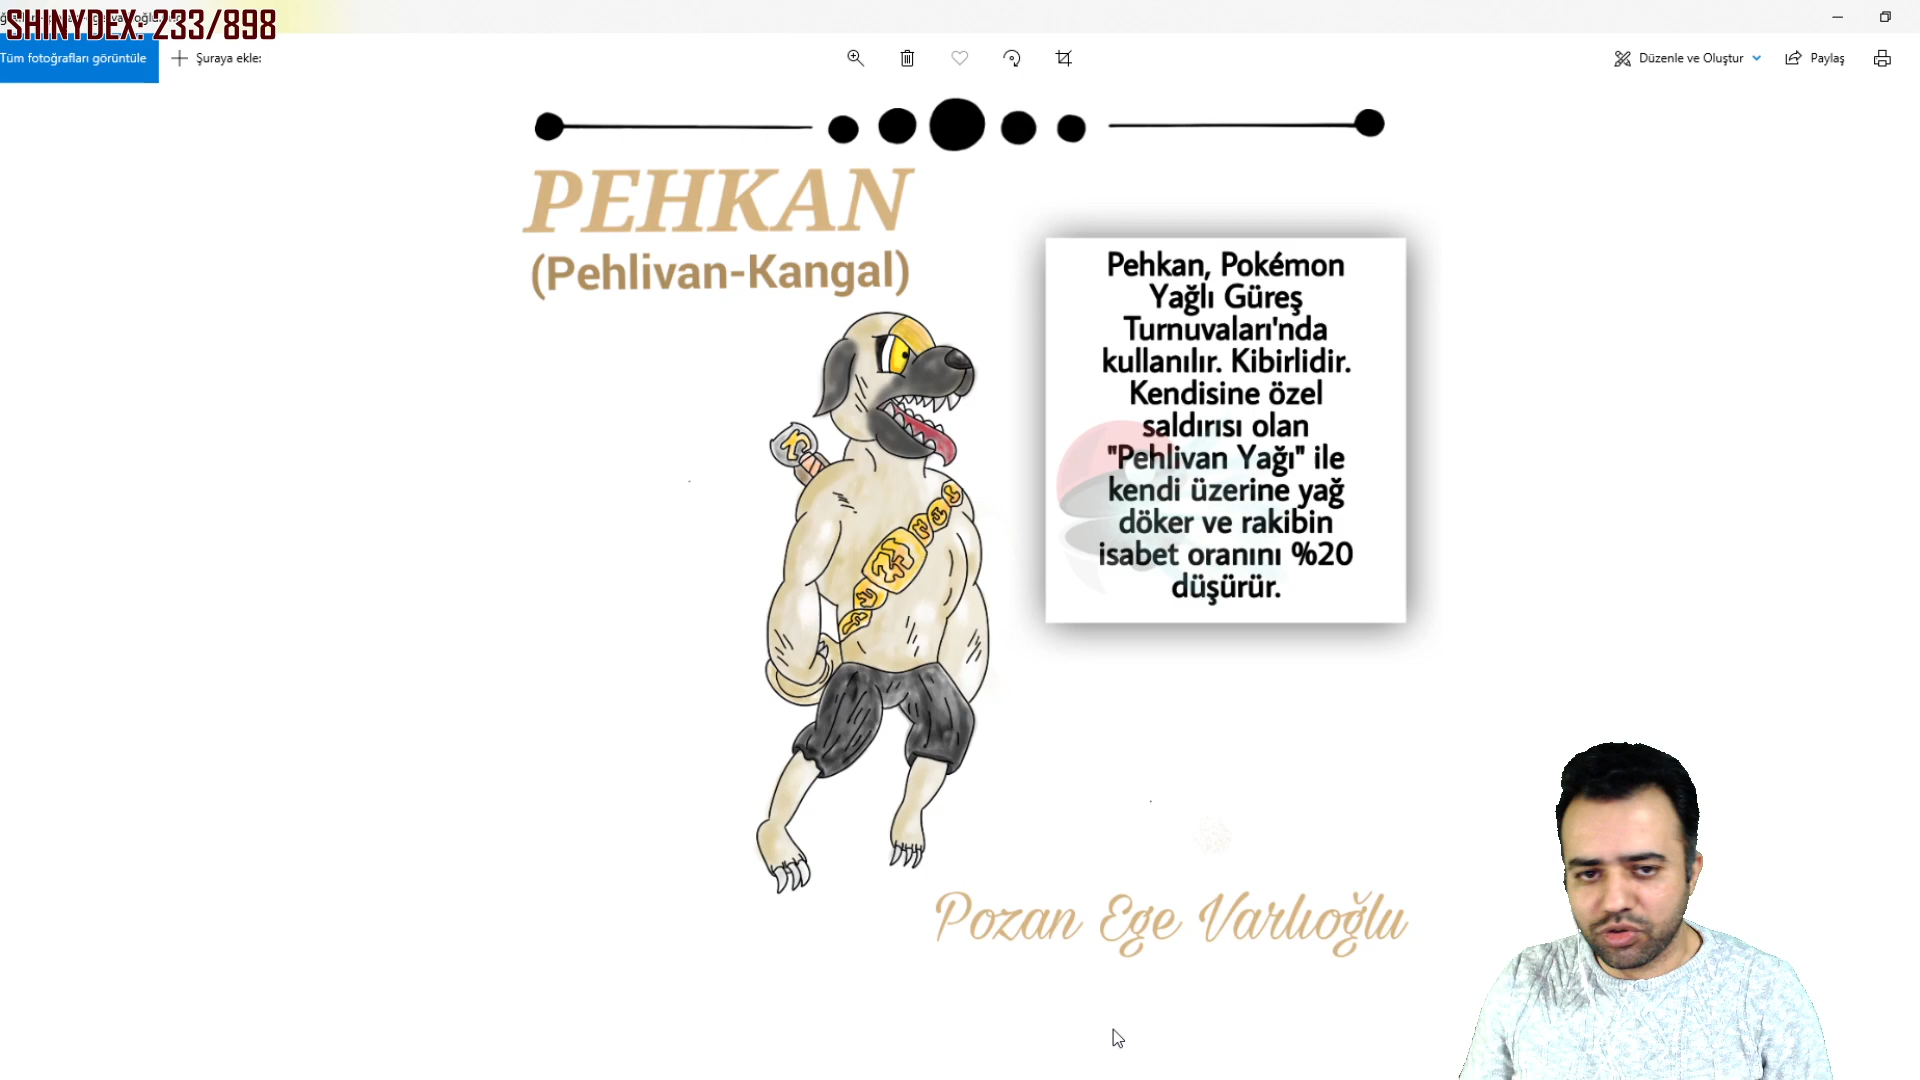 SHINYDEX: 233/898
Tüm fotoğrafları görüntüle
Şuraya ekle:
Düzenle ve Oluştur
Paylaş
PEHKAN
(Pehlivan-Kangal)
Pehkan, Pokémon
Yağlı Güreş
Turnuvaları'nda
kullanılır. Kibirlidir.
Kendisine özel
saldırısı olan
"Pehlivan Yağı" ile
kendi üzerine yağ
döker ve rakibin
isabet oranını %20
düşürür.
Pozan Ege Varlıoğlu